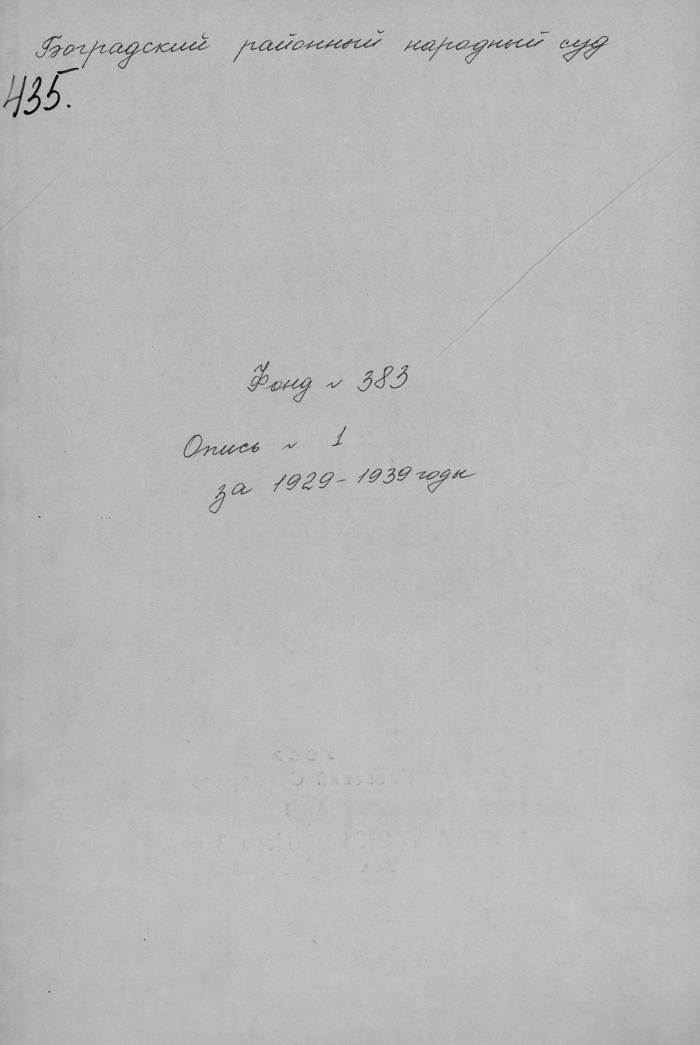 Боградский районный народный суд
435.
Фонд № 383
Опись № 1
за 1929-1939 годы